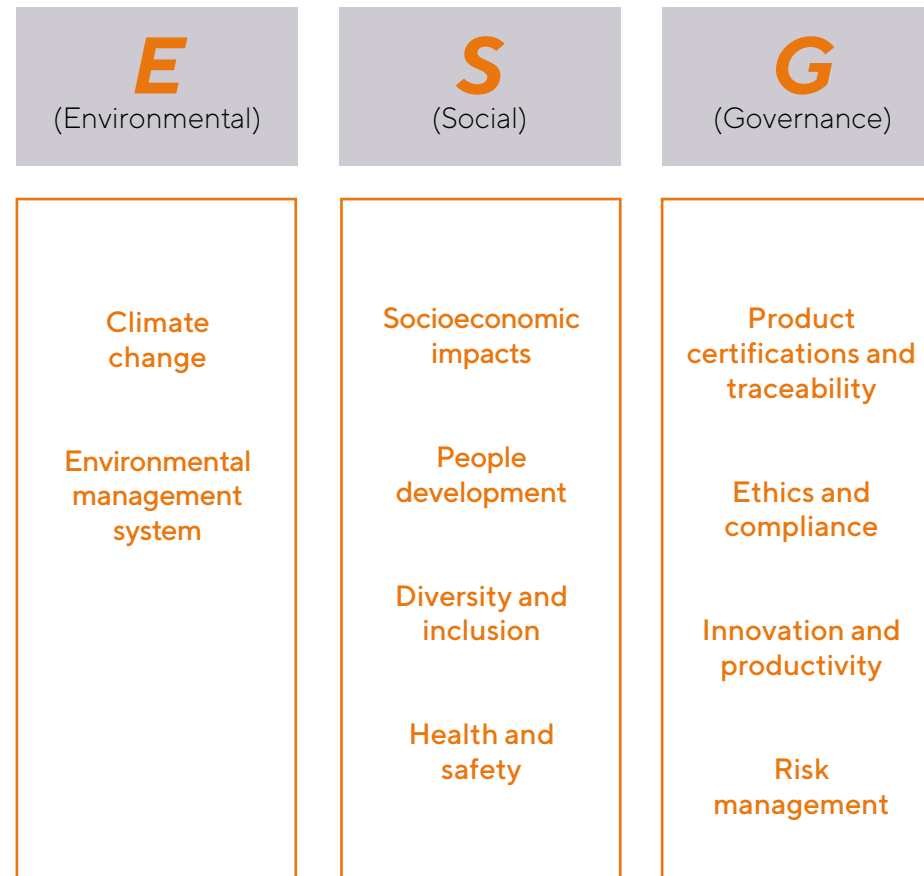 E
(Environmental)
Climate
change
Environmental
management
system
S
(Social)
Socioeconomic
impacts
People
development
Diversity and
inclusion
Health and
safety
G
(Governance)
Product
certifications and
traceability
Ethics and
compliance
Innovation and
productivity
Risk
management